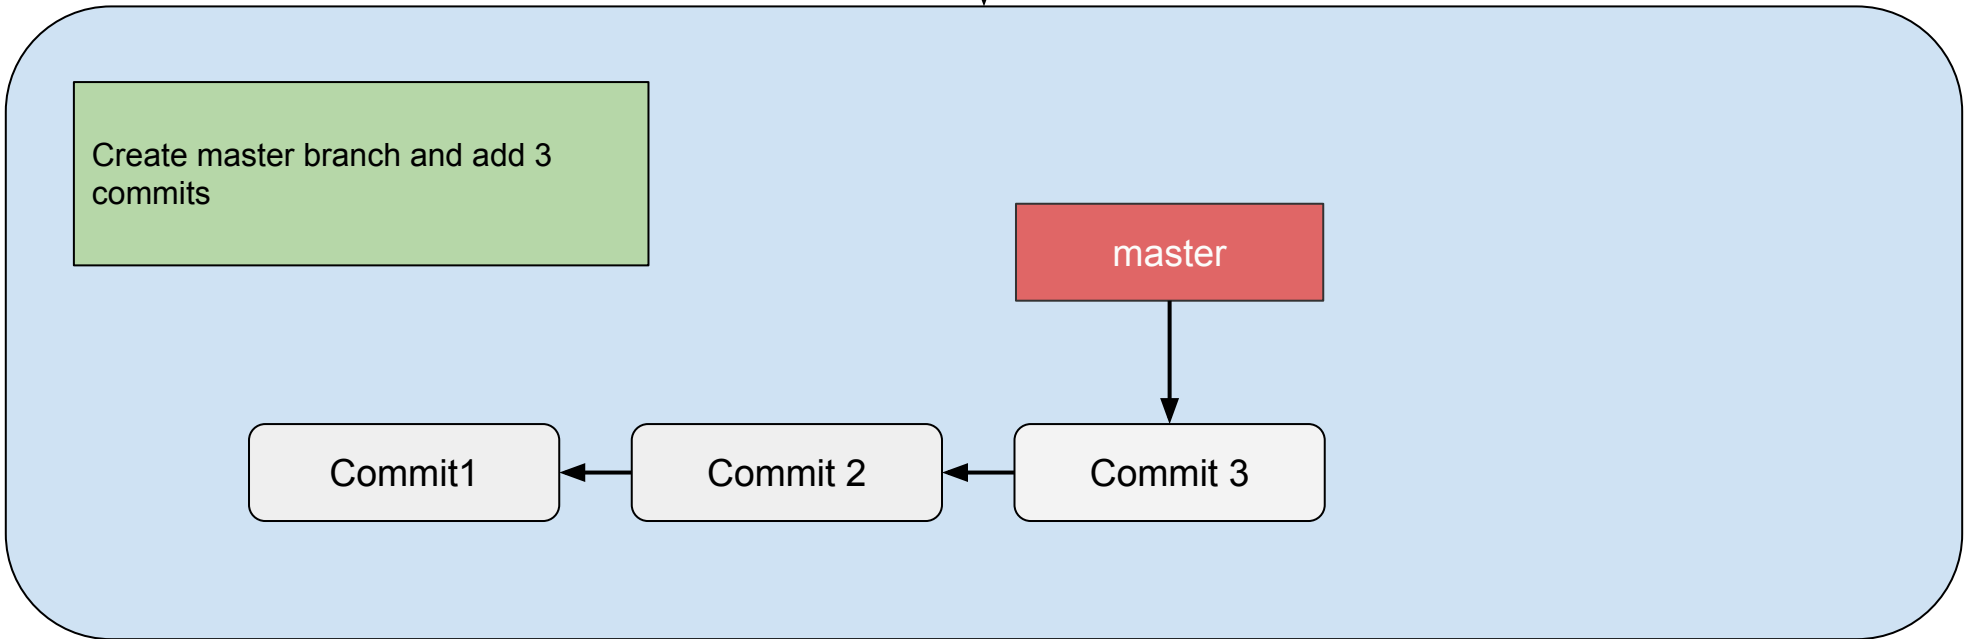 Create master branch and add 3
commits
master
Commit1
Commit 2
Commit 3